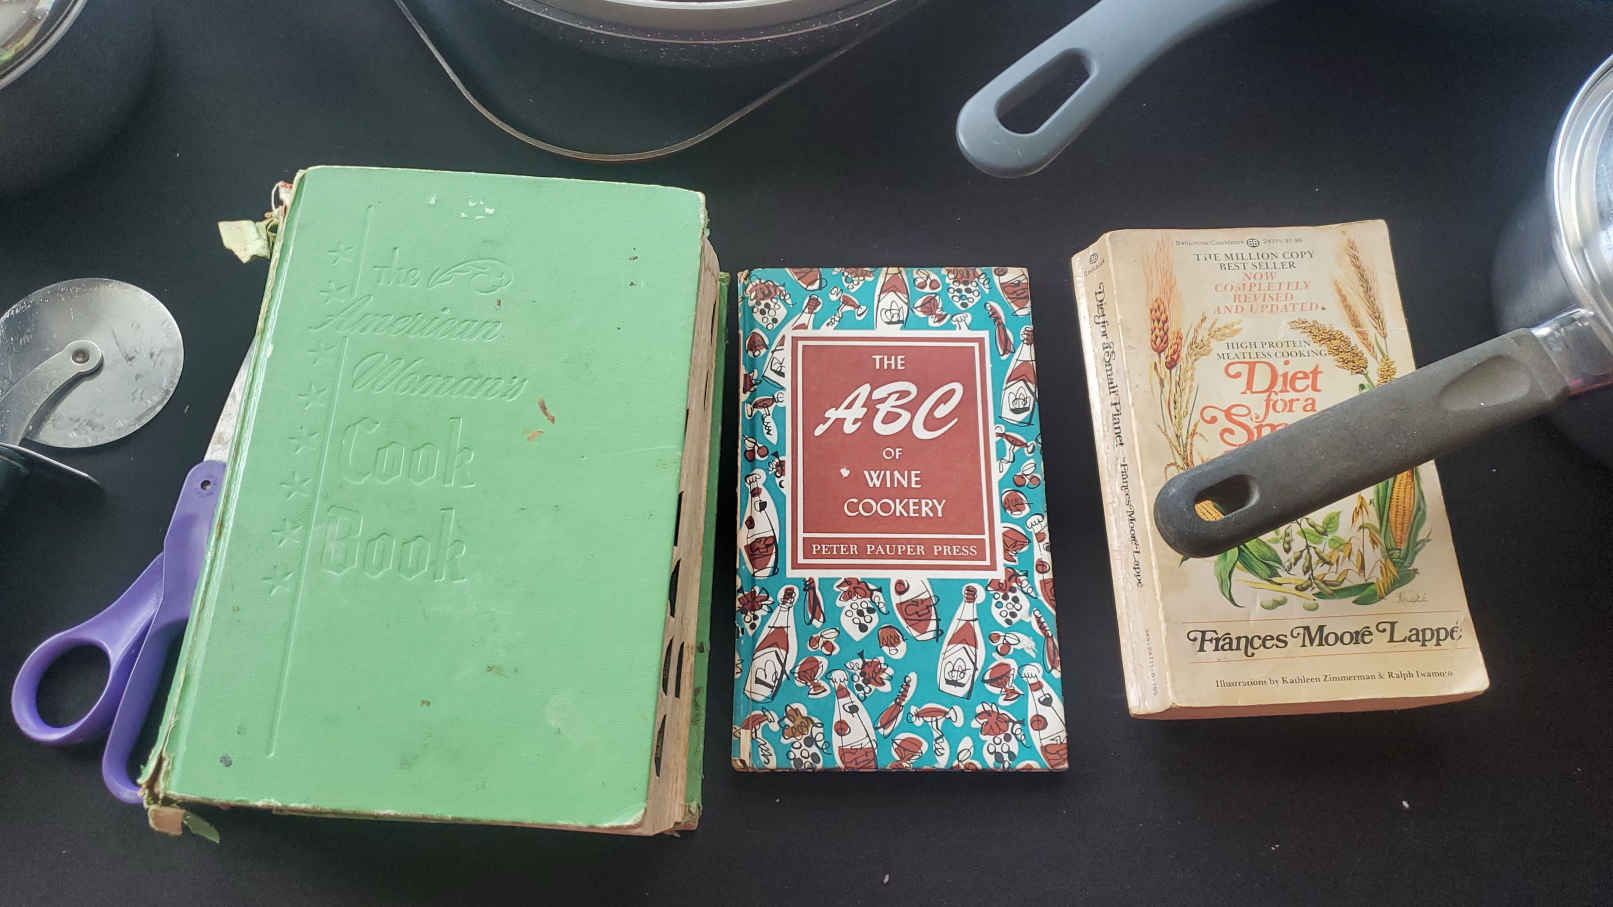 the
American
Woman's
Cook
Book
THE
ABC
OF
WINE
COOKERY
PETER PAUPER PRESS
THE MILLION COPY
BEST SELLER
NOW
COMPLETELY
REVISED
AND UPDATED
HIGH PROTEIN
MEATLESS COOKING
Diet
for a
Frances Moore Lappé
Illustrations by Kathleen Zimmerman & Ralph Iwamoto
Diet for a Small Planet Frances Moore Lappé